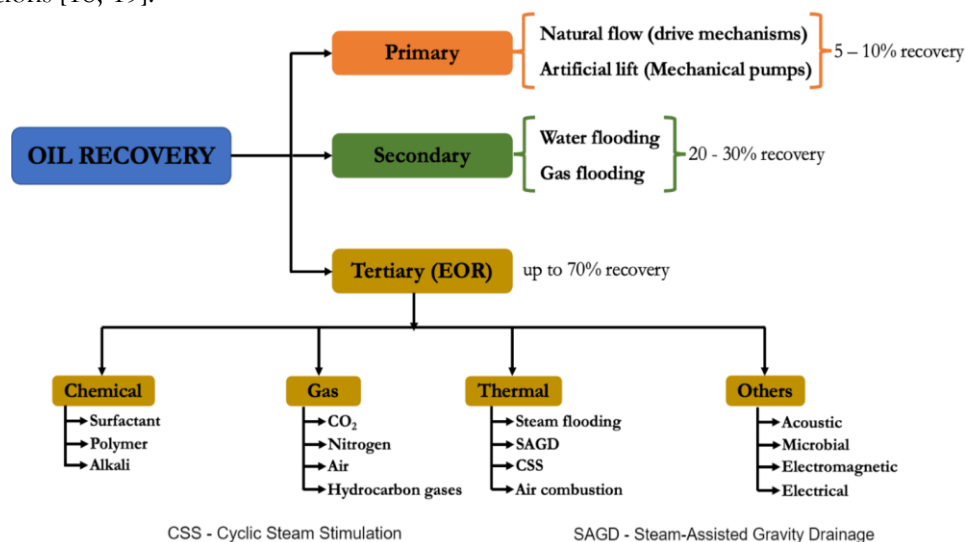 Primary
Natural flow (drive mechanisms)
Artificial lift (Mechanical pumps)
5 – 10% recovery
OIL RECOVERY
Secondary
Water flooding
Gas flooding
20 - 30% recovery
Tertiary (EOR)
up to 70% recovery
Chemical
Surfactant
Polymer
Alkali
Gas
CO₂
Nitrogen
Air
Hydrocarbon gases
Thermal
Steam flooding
SAGD
CSS
Air combustion
Others
Acoustic
Microbial
Electromagnetic
Electrical
CSS - Cyclic Steam Stimulation
SAGD - Steam-Assisted Gravity Drainage